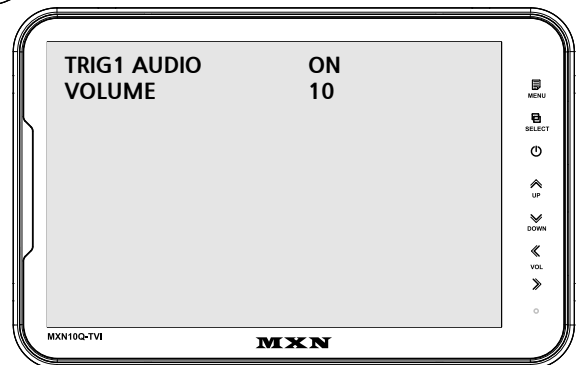 TRIG1 AUDIO ON
VOLUME 10
MENU
SELECT
UP
DOWN
VOL
MXN10Q-TVI
MXN